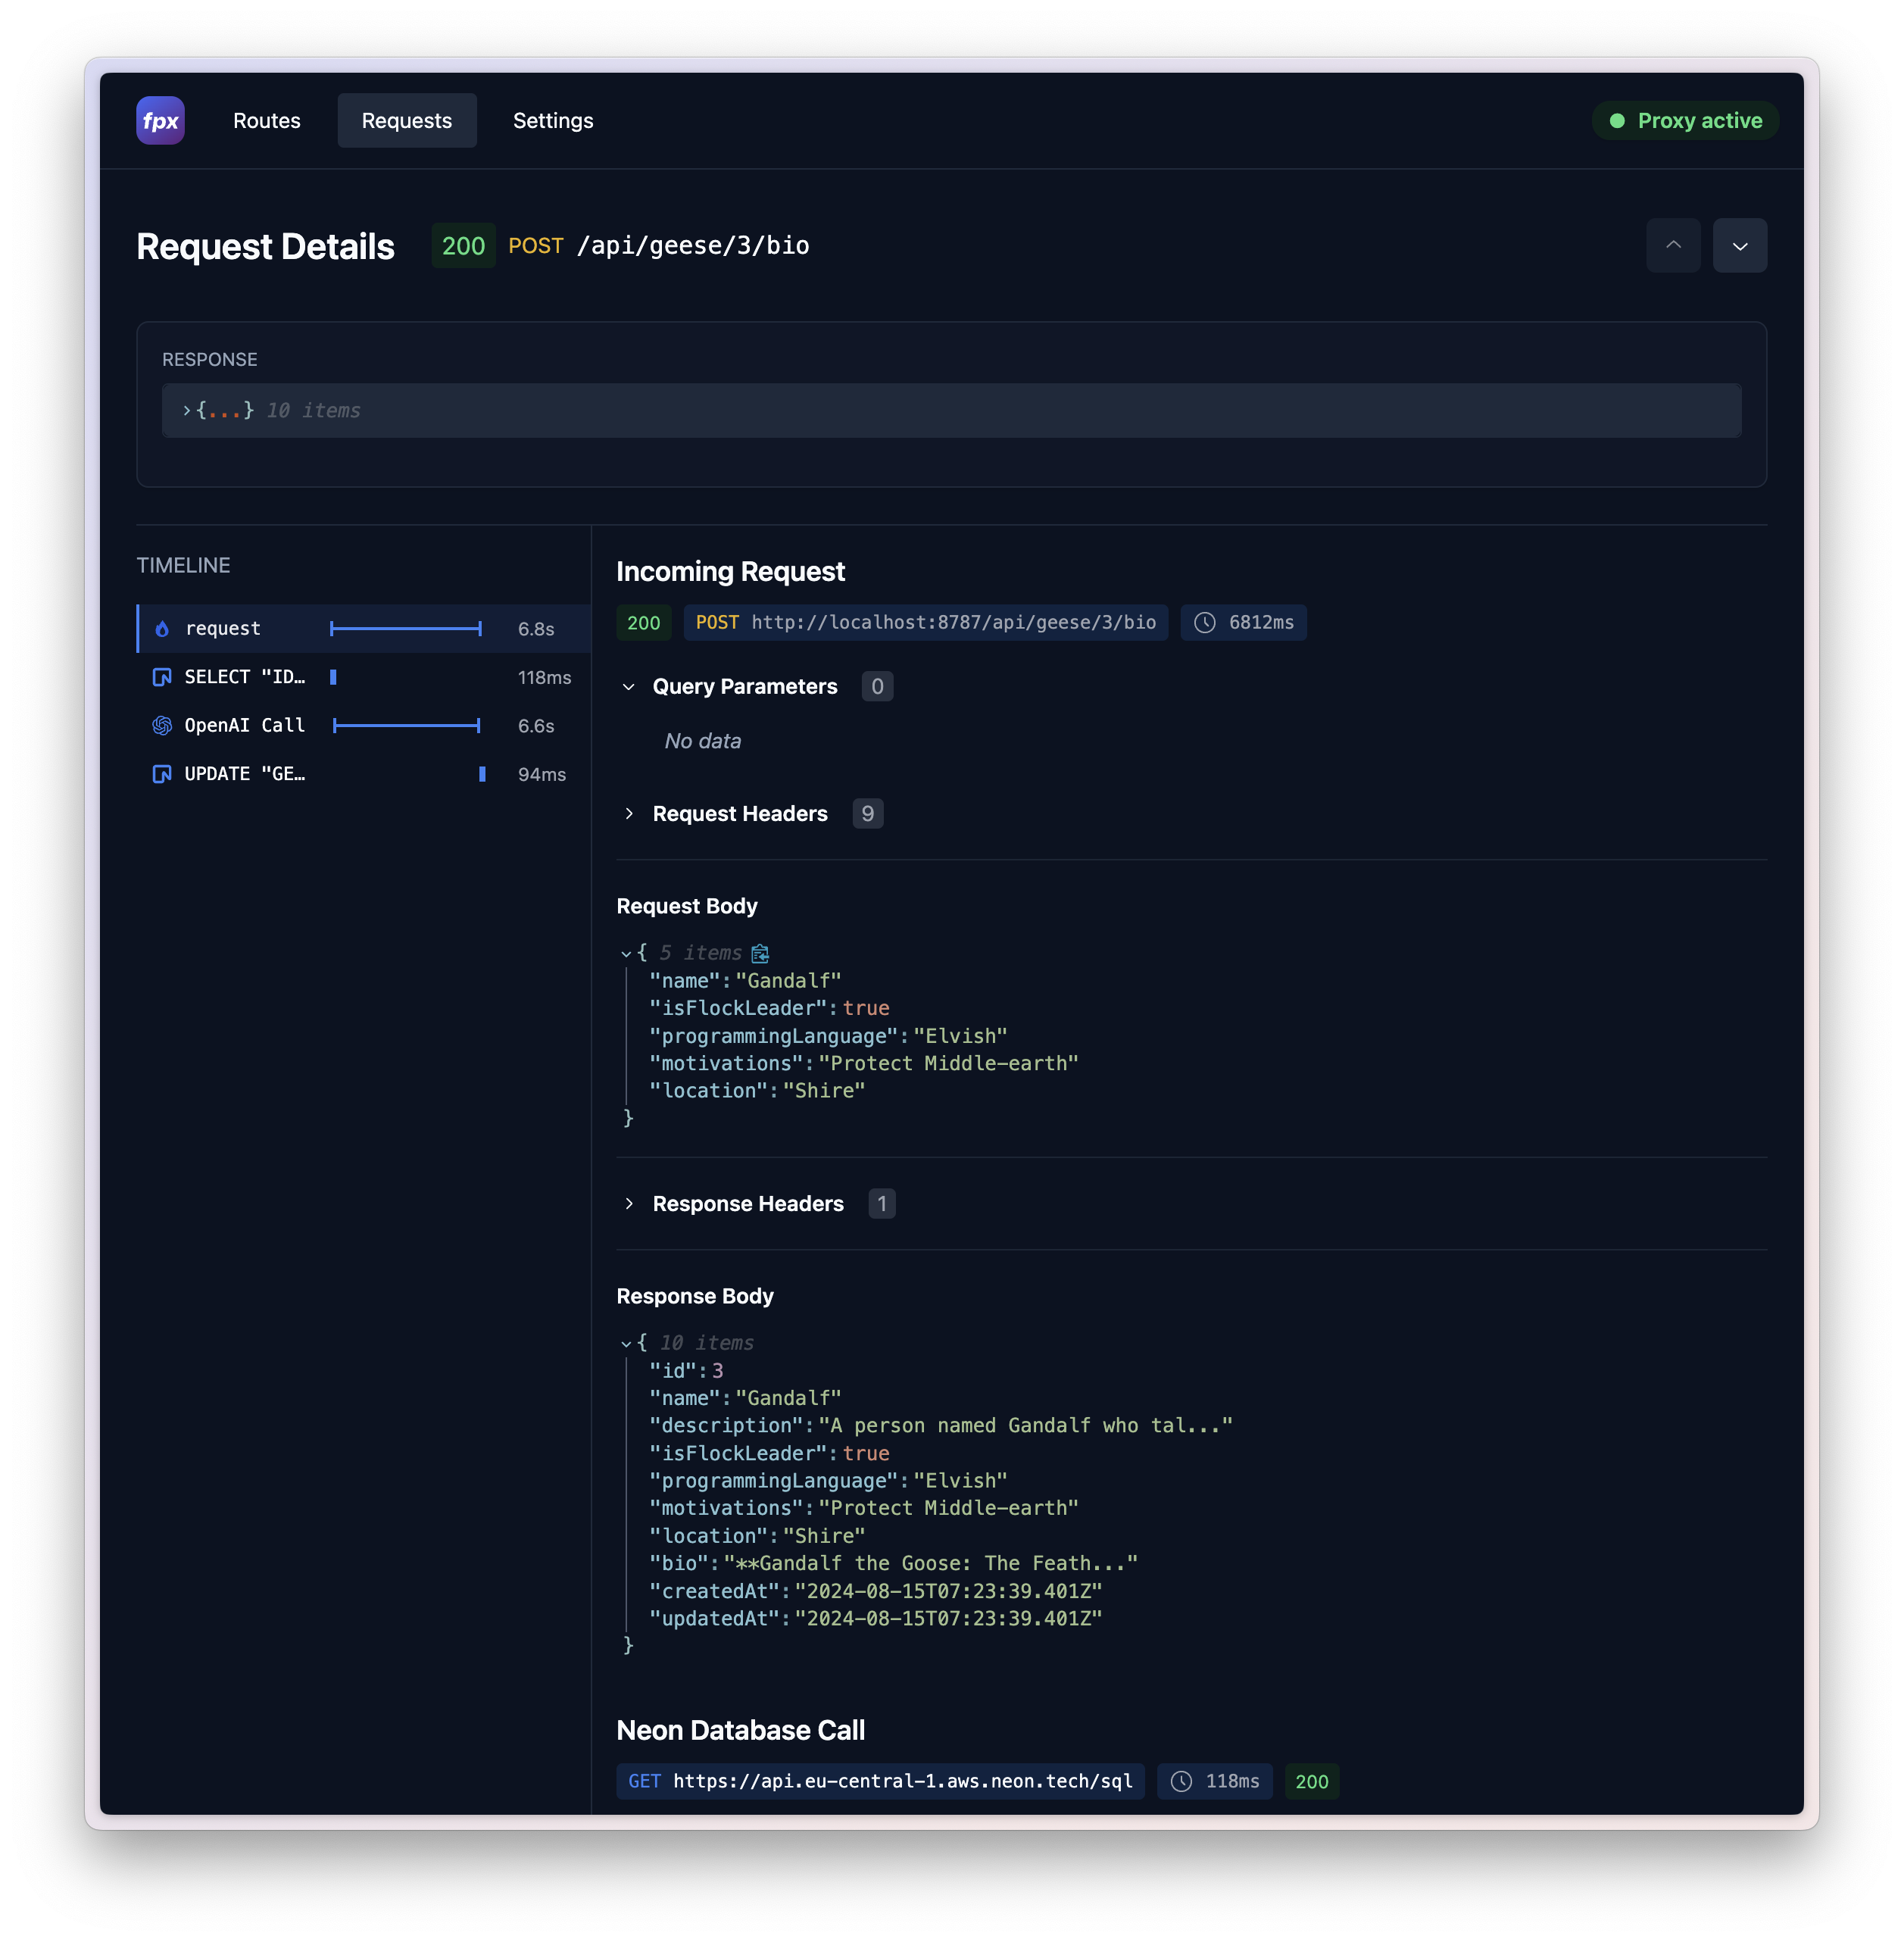 fpx Routes Requests Settings Proxy active
Request Details 200 POST /api/geese/3/bio
RESPONSE
{...} 10 items
TIMELINE
request 6.8s
SELECT "ID… 118ms
OpenAI Call 6.6s
UPDATE "GE… 94ms
Incoming Request
200 POST http://localhost:8787/api/geese/3/bio 6812ms
Query Parameters 0
No data
Request Headers 9
Request Body
{ 5 items
"name":"Gandalf"
"isFlockLeader":true
"programmingLanguage":"Elvish"
"motivations":"Protect Middle-earth"
"location":"Shire"
}
Response Headers 1
Response Body
{ 10 items
"id":3
"name":"Gandalf"
"description":"A person named Gandalf who tal..."
"isFlockLeader":true
"programmingLanguage":"Elvish"
"motivations":"Protect Middle-earth"
"location":"Shire"
"bio":"**Gandalf the Goose: The Feath..."
"createdAt":"2024-08-15T07:23:39.401Z"
"updatedAt":"2024-08-15T07:23:39.401Z"
}
Neon Database Call
GET https://api.eu-central-1.aws.neon.tech/sql 118ms 200